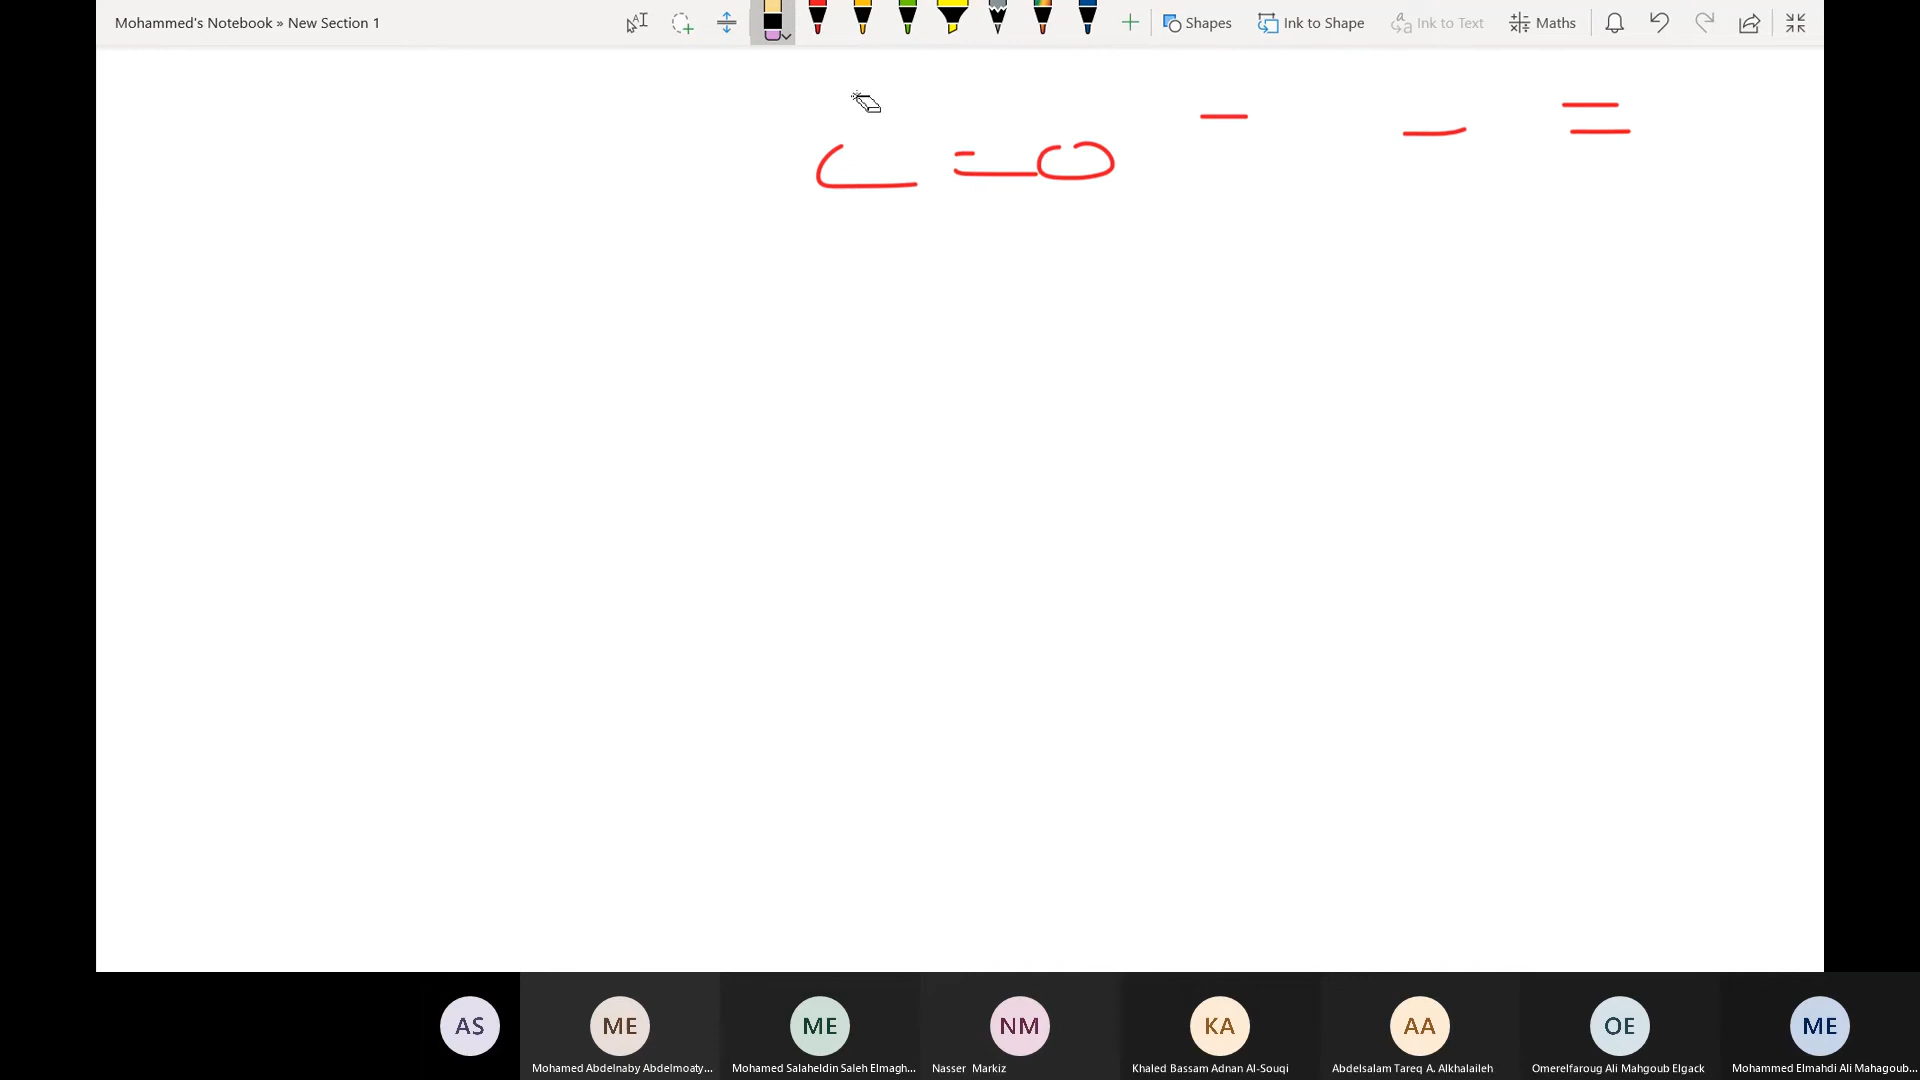 Mohammed's Notebook » New Section 1
Shapes
Ink to Shape
Ink to Text
Maths
AS
ME
ME
NM
KA
AA
OE
ME
Mohamed Abdelnaby Abdelmoaty...
Mohamed Salaheldin Saleh Elmagh...
Nasser Markiz
Khaled Bassam Adnan Al-Souqi
Abdelsalam Tareq A. Alkhalaileh
Omerelfaroug Ali Mahgoub Elgack
Mohammed Elmahdi Ali Mahagoub...